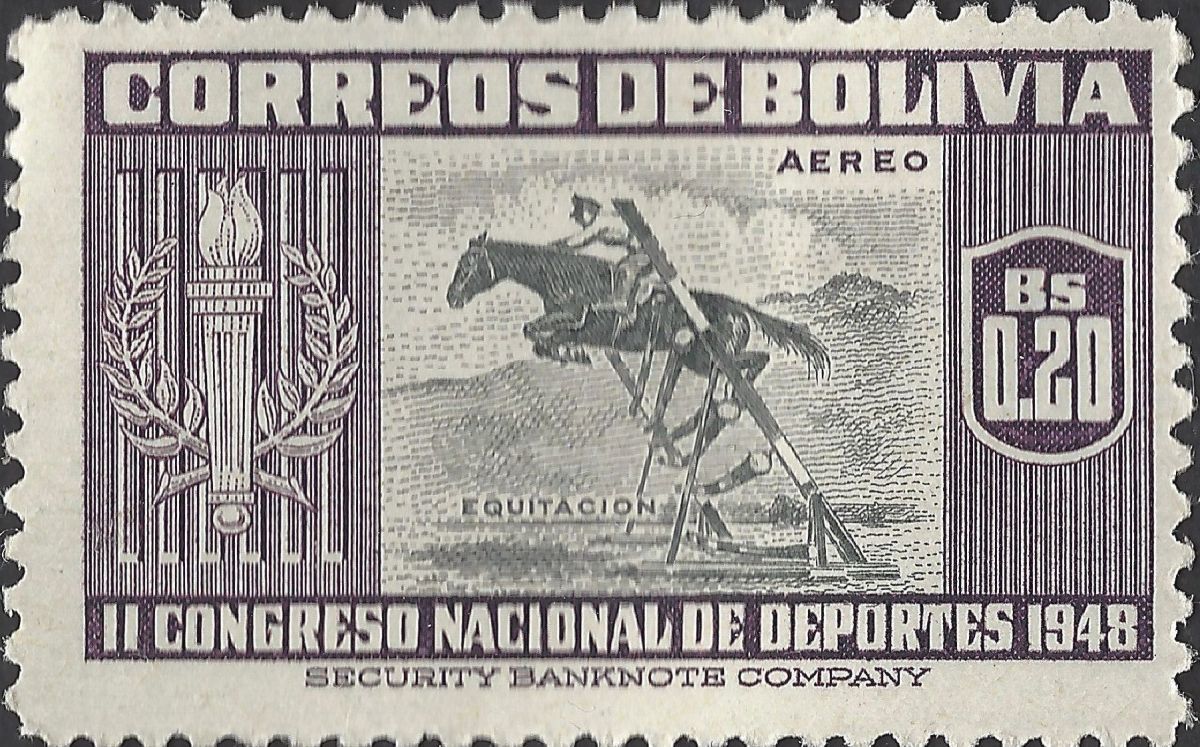 CORREOS DE BOLIVIA
AEREO
Bs
0.20
EQUITACION
II CONGRESO NACIONAL DE DEPORTES 1948
SECURITY BANKNOTE COMPANY